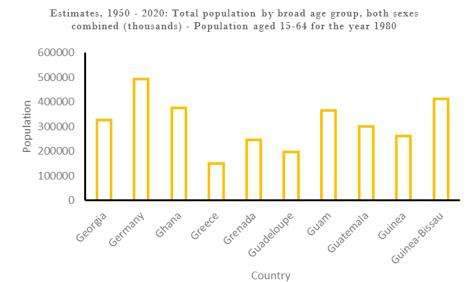 Estimates, 1950 - 2020: Total population by broad age group, both sexes
combined (thousands) - Population aged 15-64 for the year 1980
600000
500000
400000
300000
200000
100000
0
Population
Georgia
Germany
Ghana
Greece
Grenada
Guadeloupe
Guam
Guatemala
Guinea
Guinea-Bissau
Country